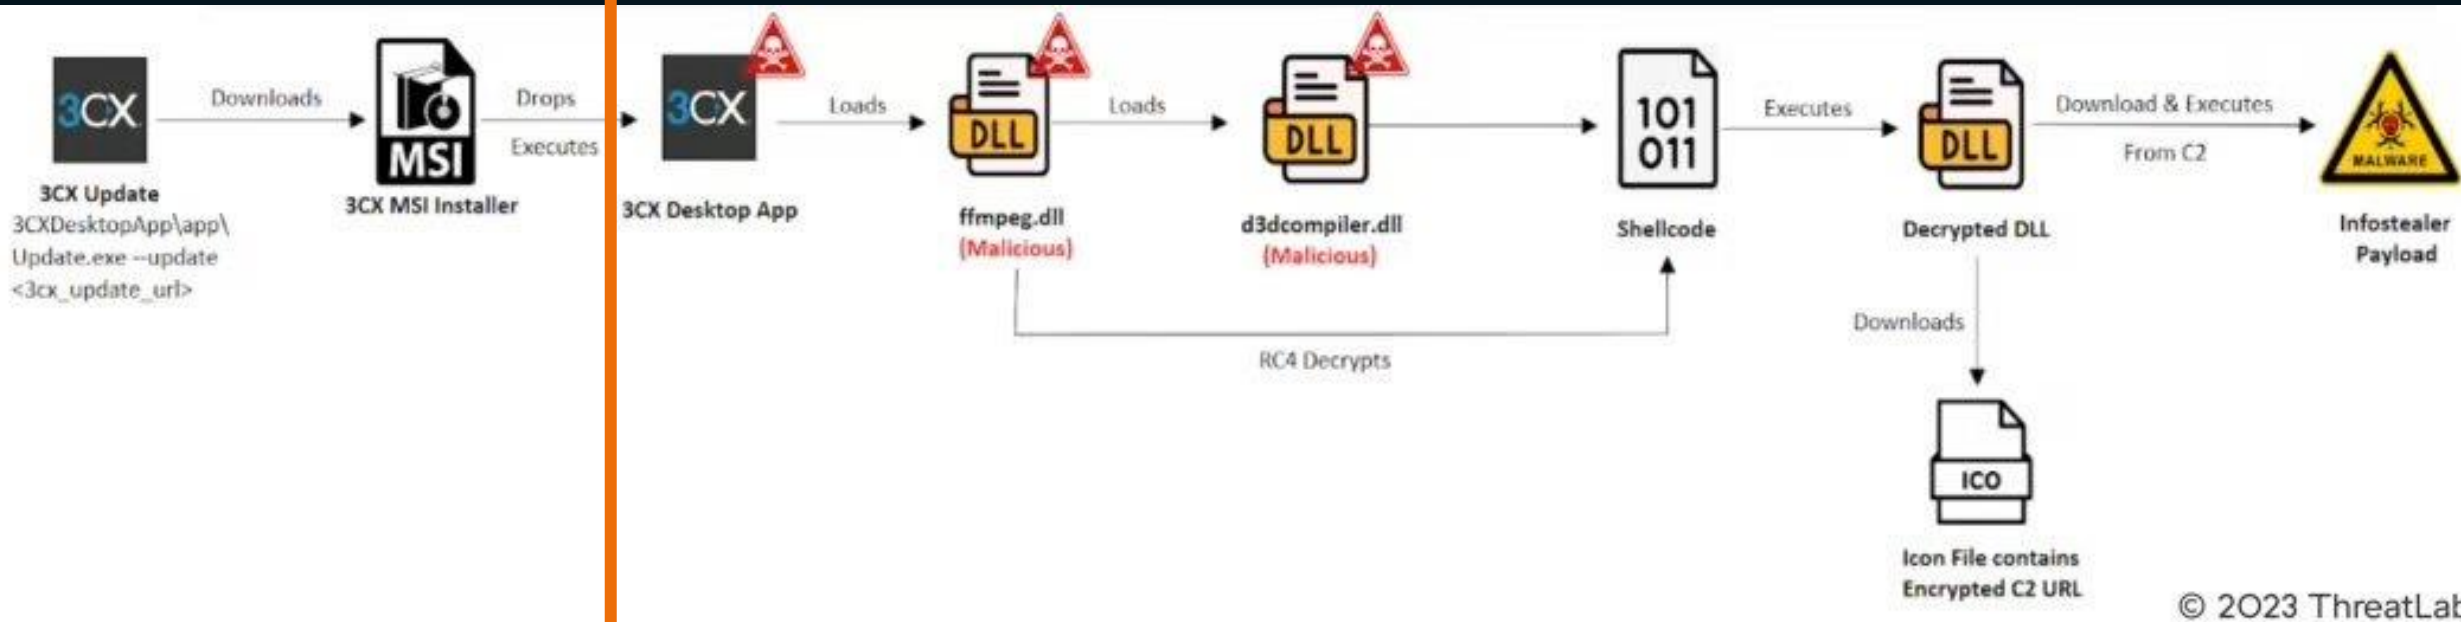 3CX
3CX Update
3CXDesktopApp\app\
Update.exe --update
<3cx_update_url>
Downloads
MSI
3CX MSI Installer
Drops
Executes
3CX
3CX Desktop App
Loads
DLL
ffmpeg.dll
(Malicious)
Loads
DLL
d3dcompiler.dll
(Malicious)
RC4 Decrypts
101
011
Shellcode
Executes
DLL
Decrypted DLL
Downloads
ICO
Icon File contains
Encrypted C2 URL
Download & Executes
From C2
MALWARE
Infostealer
Payload
© 2023 ThreatLab